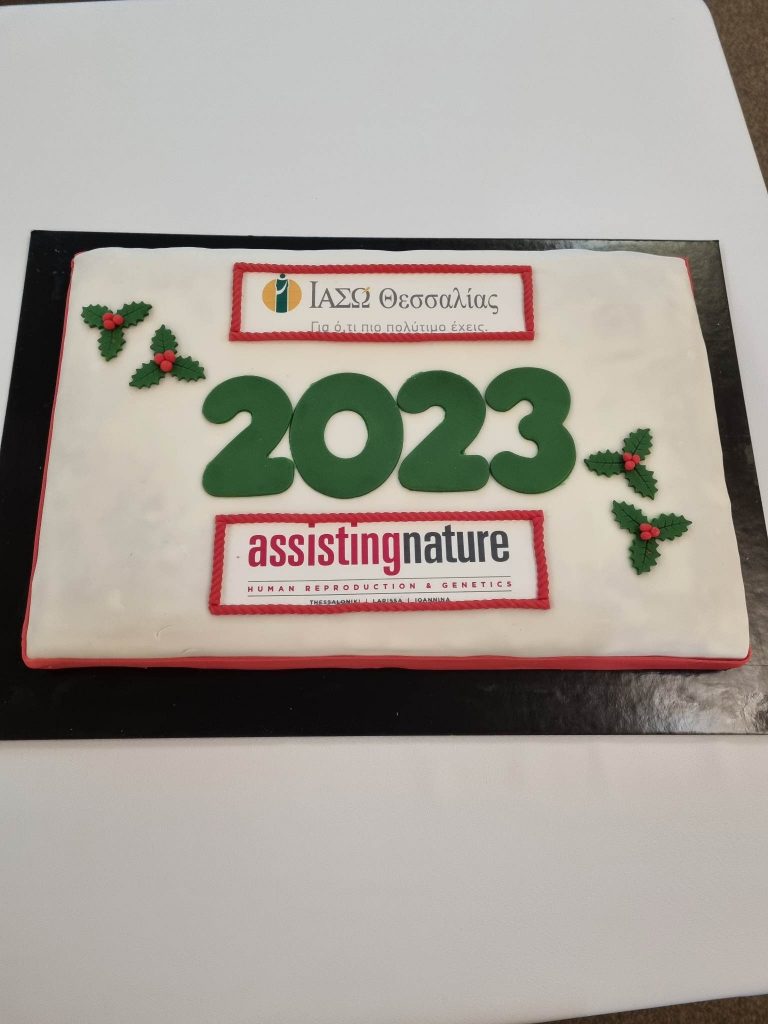 ΙΑΣΩ Θεσσαλίας
Για ό,τι πιο πολύτιμο έχεις.
2023
assistingnature
HUMAN REPRODUCTION & GENETICS
THESSALONIKI | LARISSA | IOANNINA